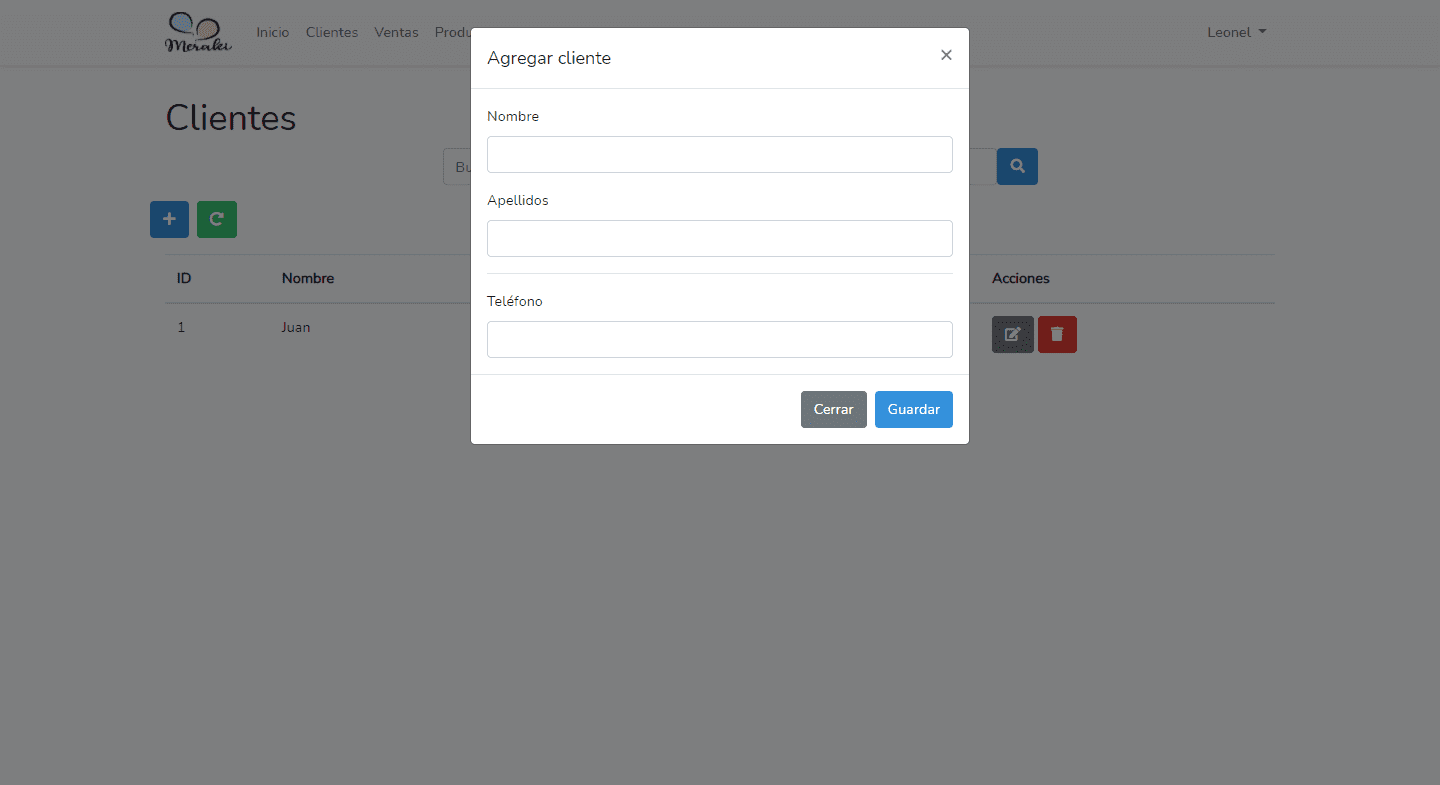 Meraki
Inicio Clientes Ventas Produ
Leonel
Agregar cliente
×
Clientes
Bu
Nombre
Apellidos
Teléfono
Cerrar Guardar
ID Nombre Acciones
1 Juan